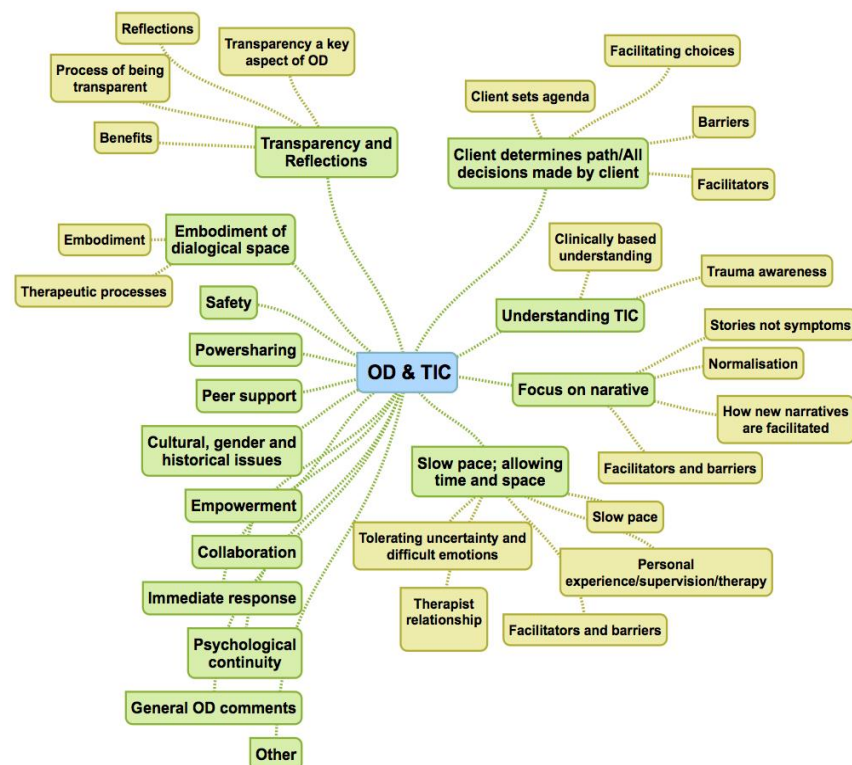 Reflections
Transparency a key
aspect of OD
Process of being
transparent
Benefits
Transparency and
Reflections
Facilitating choices
Client sets agenda
Barriers
Client determines path/All
decisions made by client
Facilitators
Embodiment of
dialogical space
Embodiment
Therapeutic processes
Clinically based
understanding
Trauma awareness
Understanding TIC
Safety
Powersharing
Peer support
Cultural, gender and
historical issues
Empowerment
Collaboration
Immediate response
Psychological
continuity
General OD comments
Other
OD & TIC
Stories not symptoms
Normalisation
Focus on narative
How new narratives
are facilitated
Facilitators and barriers
Slow pace; allowing
time and space
Slow pace
Tolerating uncertainty and
difficult emotions
Personal
experience/supervision/therapy
Therapist
relationship
Facilitators and barriers